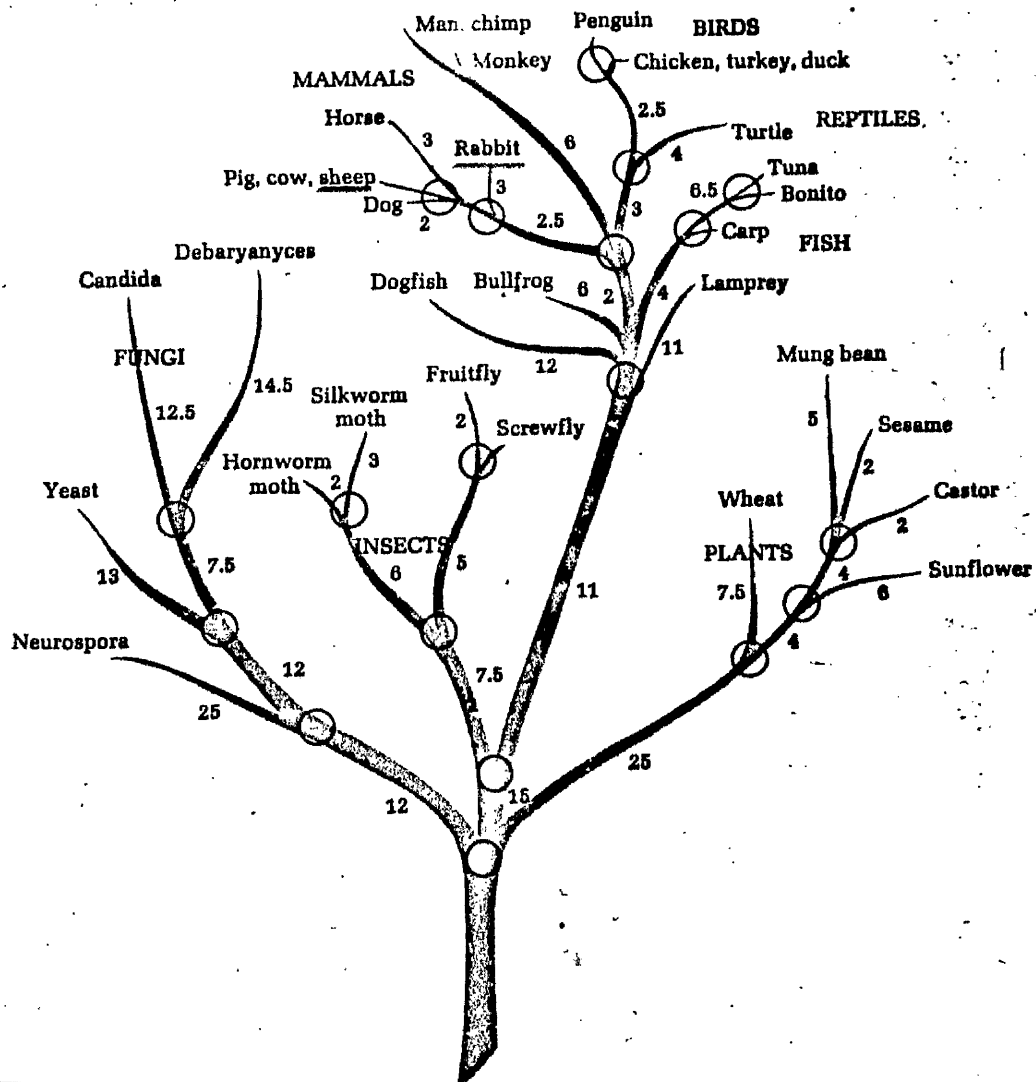 Man. chimp
Penguin
BIRDS
Monkey
Chicken, turkey, duck
MAMMALS
2.5
Horse
3
6
Turtle
REPTILES
4
Rabbit
Tuna
Pig, cow, sheep
3
6.5
Bonito
Dog
2
2.5
3
Carp
FISH
Debaryanyces
Candida
Dogfish
Bullfrog
6
2
4
Lamprey
FUNGI
12
11
Mung bean
Fruitfly
14.5
Silkworm
moth
12.5
2
Screwfly
5
Sesame
Hornworm
moth
2
3
2
Yeast
Wheat
Castor
2
INSECTS
PLANTS
7.5
6
5
4
Sunflower
13
11
7.5
6
Neurospora
4
12
7.5
25
25
15
12